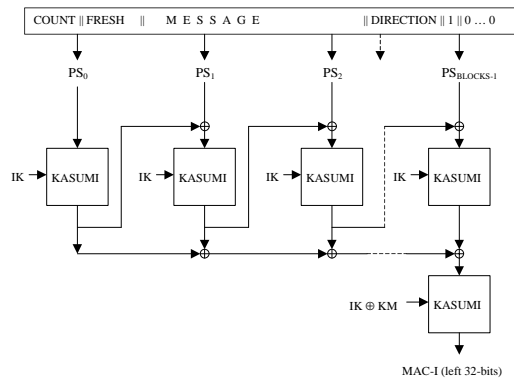 COUNT || FRESH || M E S S A G E || DIRECTION || 1 || 0 … 0
PS0 PS1 PS2 PSBLOCKS-1
IK KASUMI IK KASUMI IK KASUMI IK KASUMI
IK ⊕ KM KASUMI
MAC-I (left 32-bits)